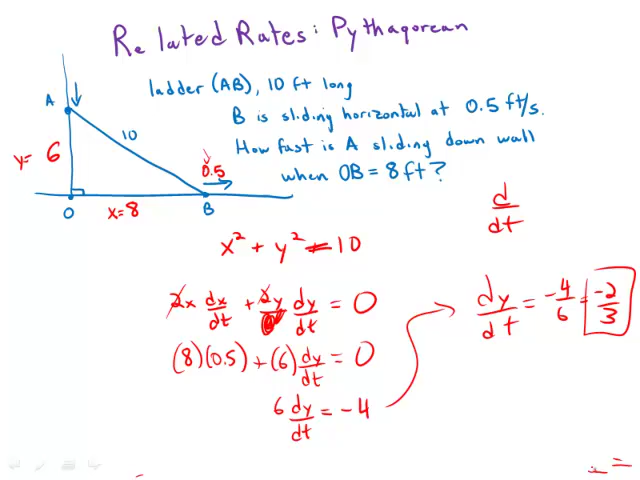 Related Rates: Pythagorean
ladder (AB), 10 ft long
B is sliding horizontal at 0.5 ft/s.
How fast is A sliding down wall
when OB = 8 ft?
A
y= 6
10
0.5
O
x=8
B
d/dt
x² + y² = 10
2x dx/dt + 2y dy/dt = 0
(8)(0.5) + (6) dy/dt = 0
6 dy/dt = -4
dy/dt = -4/6 = -2/3
=
=